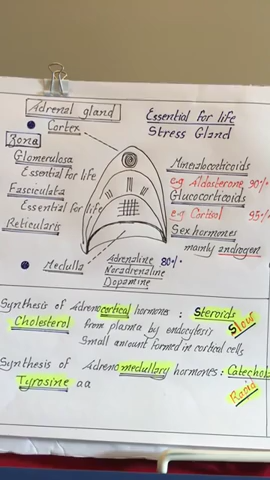 Adrenal gland
Essential for life
Stress Gland
Cortex
Zona
Glomerulosa
Essential for life
Fasciculata
Essential for life
Reticularis
Mineralocorticoids
e.g Aldosterone 90%
Glucocorticoids
e.g Cortisol 95%
Sex hormones
mainly androgen
Medulla
Adrenaline 80%
Noradrenaline
Dopamine
Synthesis of Adrenocortical hormones : Steroids
Cholesterol from plasma by endocytosis Slow
Small amount formed in cortical cells
Synthesis of Adrenomedullary hormones : Catechol
Tyrosine aa Rapid